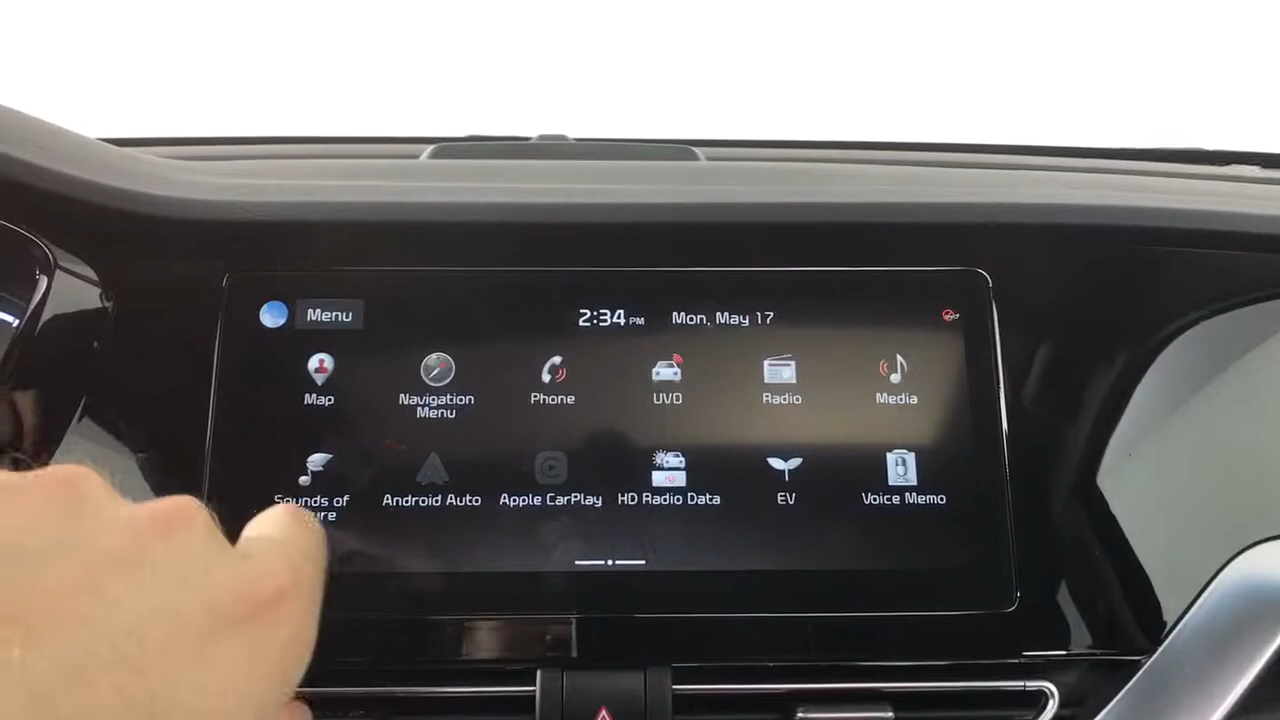 Menu
2:34 PM Mon, May 17
Map
Navigation
Menu
Phone
UVO
Radio
Media
Sounds of
Android Auto
Apple CarPlay
HD Radio Data
EV
Voice Memo